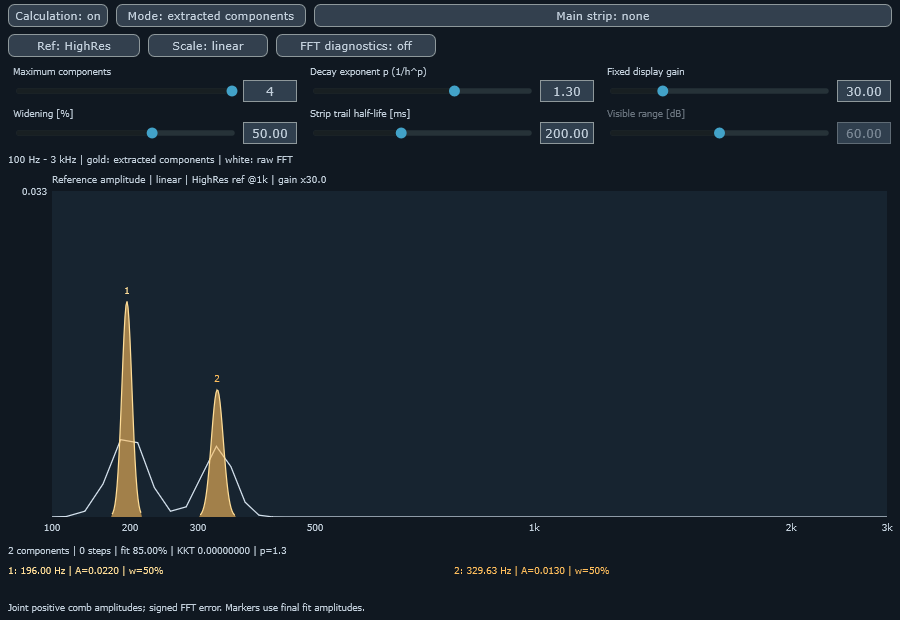 Calculation: on Mode: extracted components Main strip: none
Ref: HighRes Scale: linear FFT diagnostics: off
Maximum components Decay exponent p (1/h^p) Fixed display gain
4 1.30 30.00
Widening [%] Strip trail half-life [ms] Visible range [dB]
50.00 200.00 60.00
100 Hz - 3 kHz | gold: extracted components | white: raw FFT
Reference amplitude | linear | HighRes ref @1k | gain x30.0
0.033
1
2
100 200 300 500 1k 2k 3k
2 components | 0 steps | fit 85.00% | KKT 0.00000000 | p=1.3
1: 196.00 Hz | A=0.0220 | w=50% 2: 329.63 Hz | A=0.0130 | w=50%
Joint positive comb amplitudes; signed FFT error. Markers use final fit amplitudes.